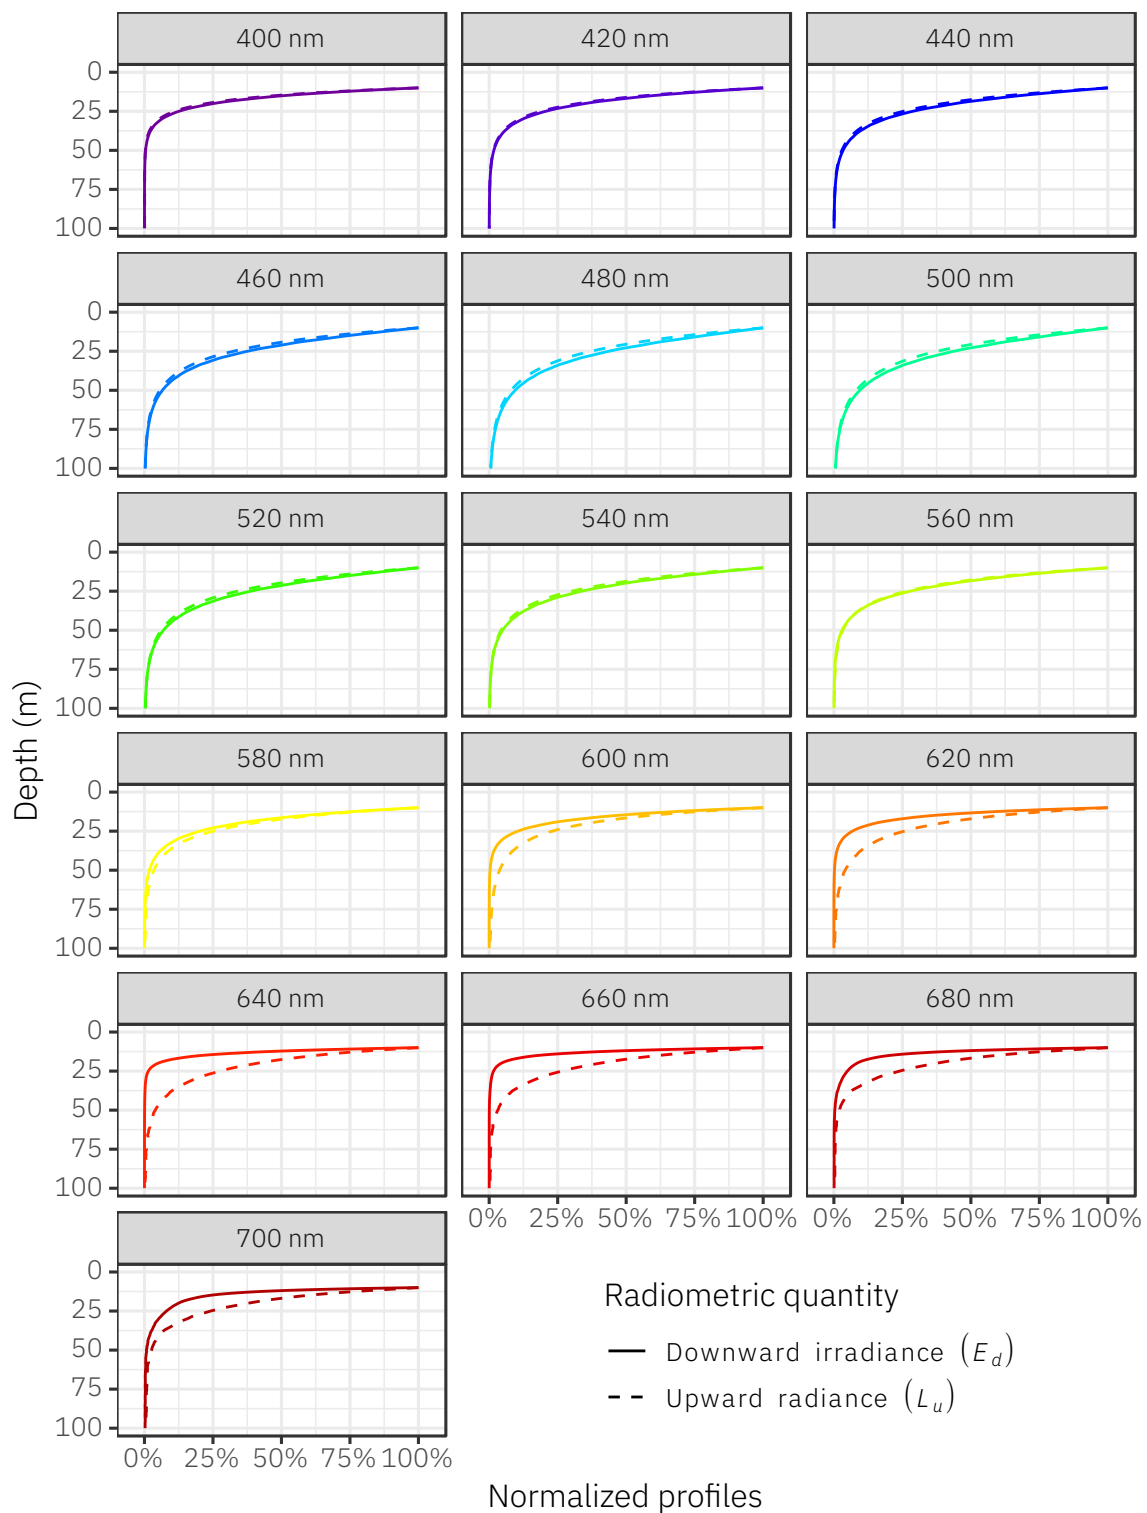 400 nm 420 nm 440 nm
0
25
50
75
100
460 nm 480 nm 500 nm
0
25
50
75
100
520 nm 540 nm 560 nm
0
25
50
75
100
Depth (m)
580 nm 600 nm 620 nm
0
25
50
75
100
640 nm 660 nm 680 nm
0
25
50
75
100
0% 25% 50% 75% 100% 0% 25% 50% 75% 100%
700 nm
0
25
50
75
100
0% 25% 50% 75% 100%
Radiometric quantity
Downward irradiance (E_d)
Upward radiance (L_u)
Normalized profiles